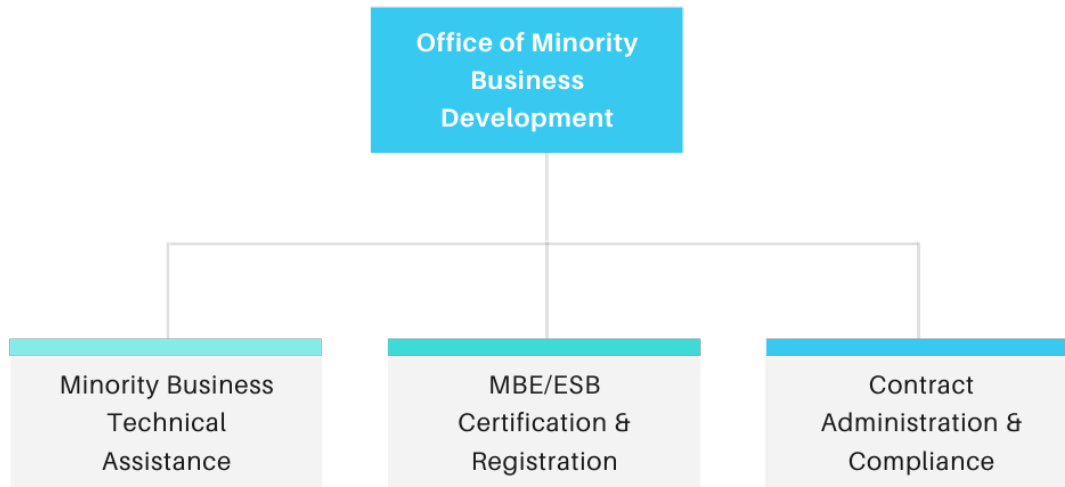 Office of Minority
Business
Development
Minority Business
Technical
Assistance
MBE/ESB
Certification &
Registration
Contract
Administration &
Compliance